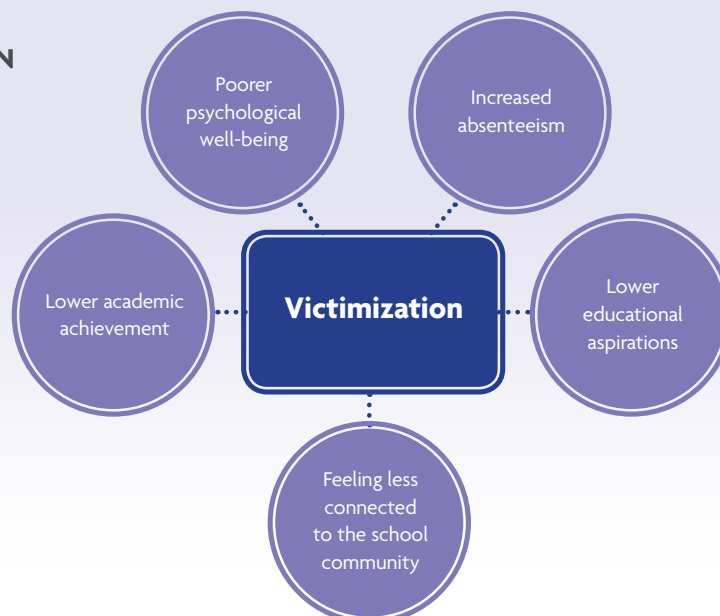 N
Poorer
psychological
well-being
Increased
absenteeism
Lower academic
achievement
Victimization
Lower
educational
aspirations
Feeling less
connected
to the school
community